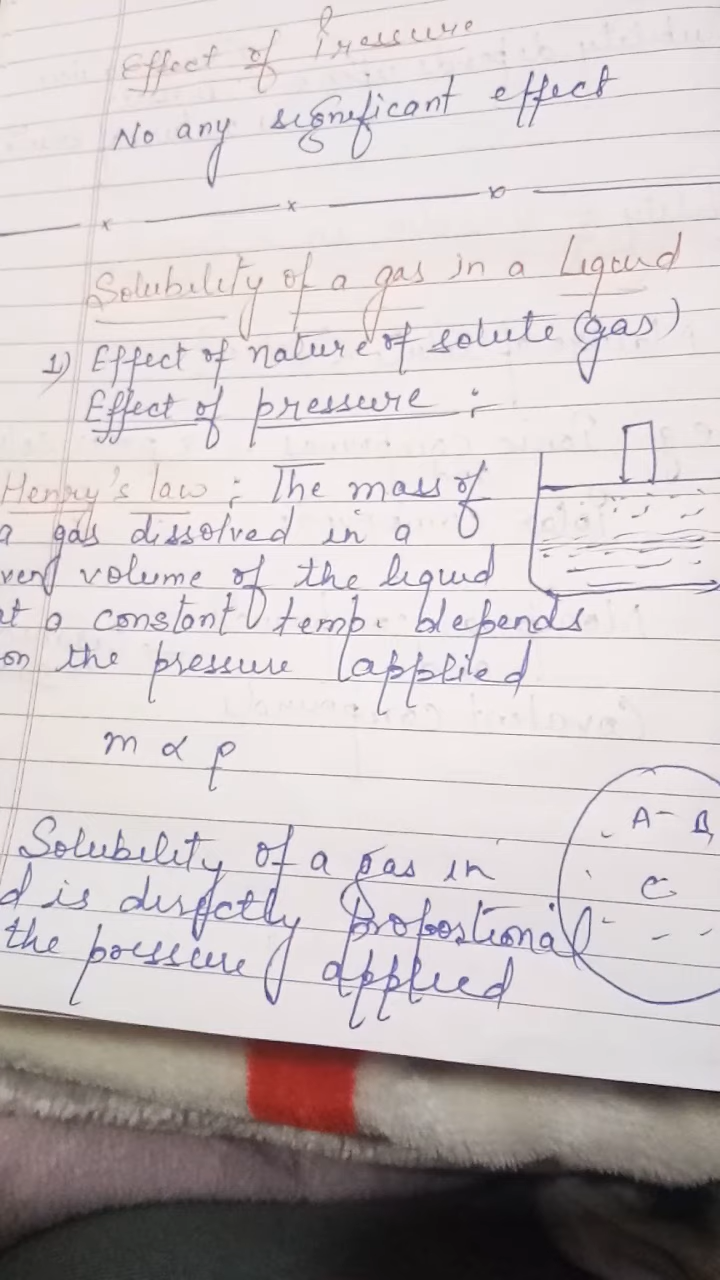 Effect of Pressure
No any significant effect
Solubility of a gas in a Liquid
1) Effect of nature of solute (gas)
Effect of pressure :-
Henry's law : The mass of
a gas dissolved in a
ven volume of the liquid
at a constant temp. depends
on the pressure applied
m ∝ p
A - B
C
Solubility of a gas in
d is directly proportional
the pressure applied